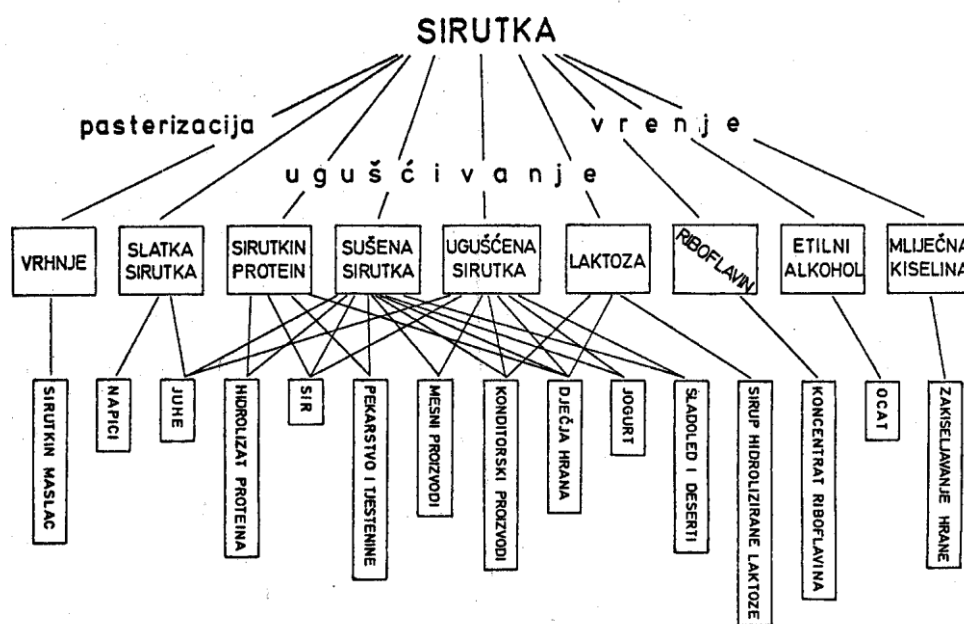 SIRUTKA
pasterizacija
vrenje
ugušćivanje
VRHNJE
SLATKA
SIRUTKA
SIRUTKIN
PROTEIN
SUŠENA
SIRUTKA
UGUŠĆENA
SIRUTKA
LAKTOZA
RIBOFLAVIN
ETILNI
ALKOHOL
MLIJEČNA
KISELINA
SIRUTKIN MASLAC
NAPICI
JUHE
HIDROLIZAT PROTEINA
SIR
PEKARSTVO I TJESTENINE
MESNI PROIZVODI
KONDITORSKI PROIZVODI
DJEČJA HRANA
JOGURT
SLADOLED I DESERTI
SIRUP HIDROLIZIRANE LAKTOZE
KONCENTRAT RIBOFLAVINA
OCAT
ZAKISELJAVANJE HRANE